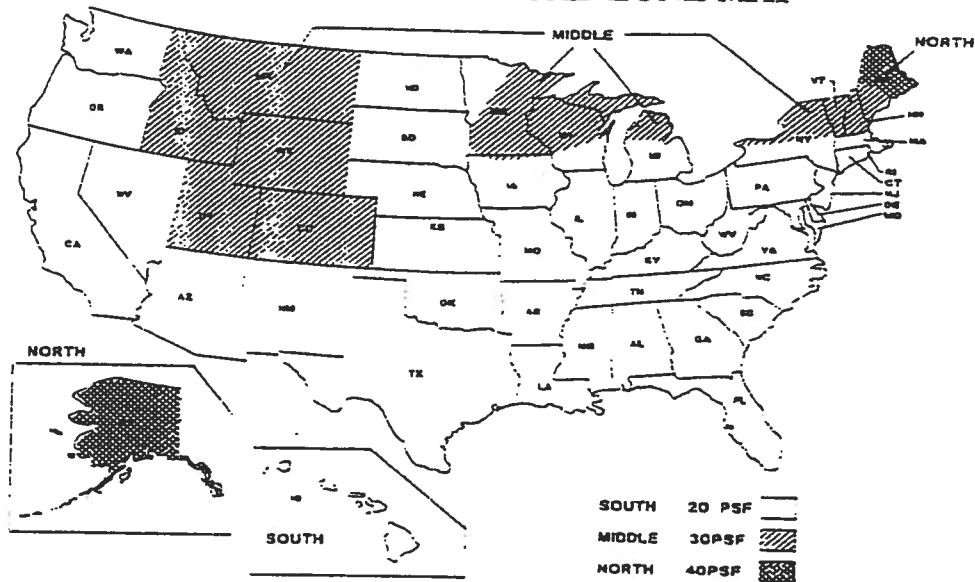 MIDDLE
NORTH
WA
VT
ND
OR
NH
ID
SD
NY
MA
WY
WI
MI
RI
CT
IA
NE
PA
NJ
NV
OH
DE
MD
UT
IL
IN
CO
WV
KS
CA
MO
VA
KY
NC
TN
AZ
OK
NM
AR
SC
MS
AL
GA
NORTH
TX
LA
FL
HI
SOUTH
SOUTH 20 PSF
MIDDLE 30PSF
NORTH 40PSF